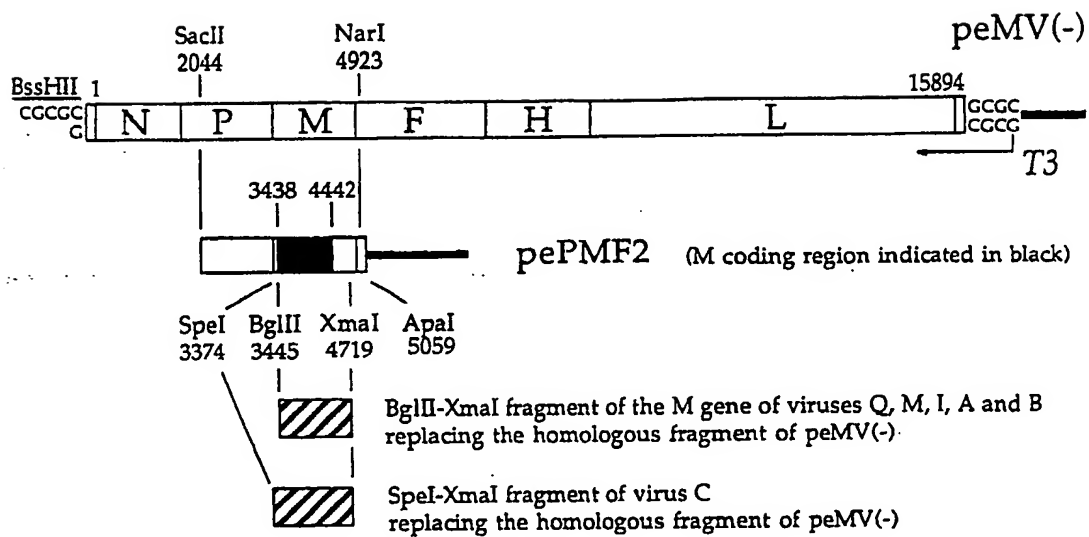 peMV(-)
SacII NarI
2044 4923
BssHII 1 15894
CGCGC GCGC
G CGCG
N P M F H L
T3
3438 4442
pePMF2 (M coding region indicated in black)
SpeI BglII XmaI ApaI
3374 3445 4719 5059
BglII-XmaI fragment of the M gene of viruses Q, M, I, A and B
replacing the homologous fragment of peMV(-)
SpeI-XmaI fragment of virus C
replacing the homologous fragment of peMV(-)